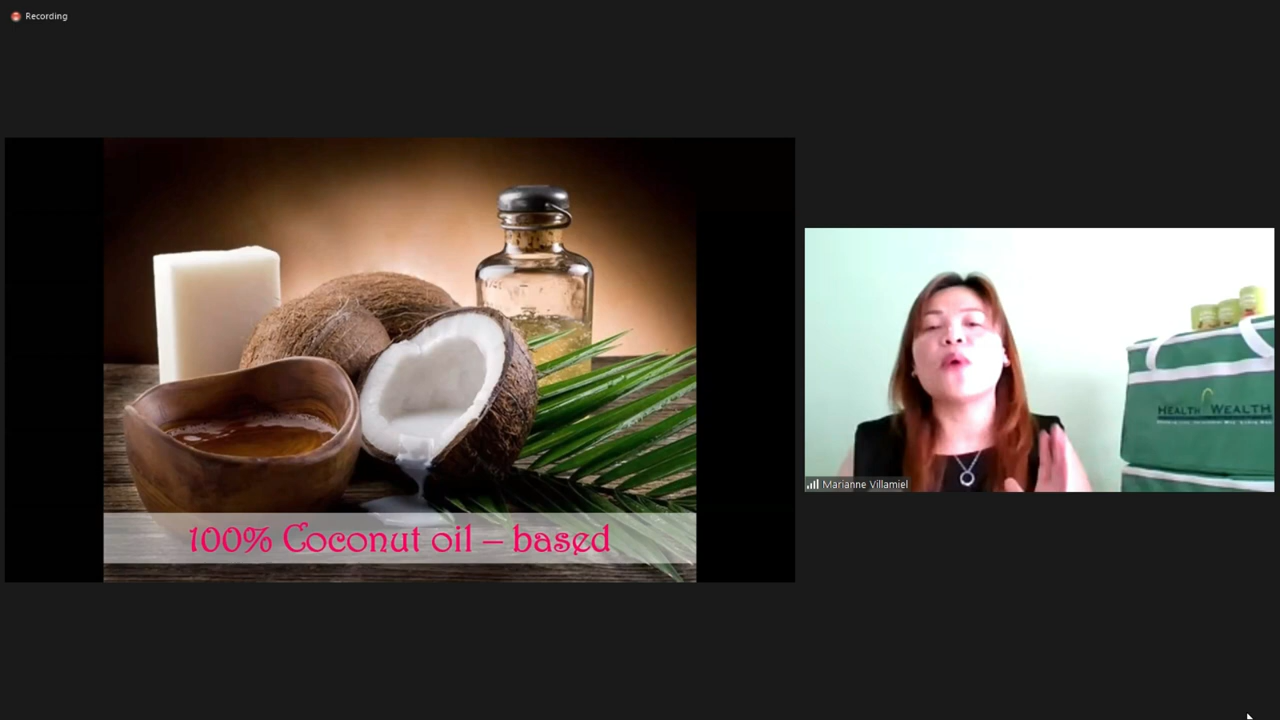 Recording
100% Coconut oil – based
HEALTH WEALTH
Marianne Villamiel